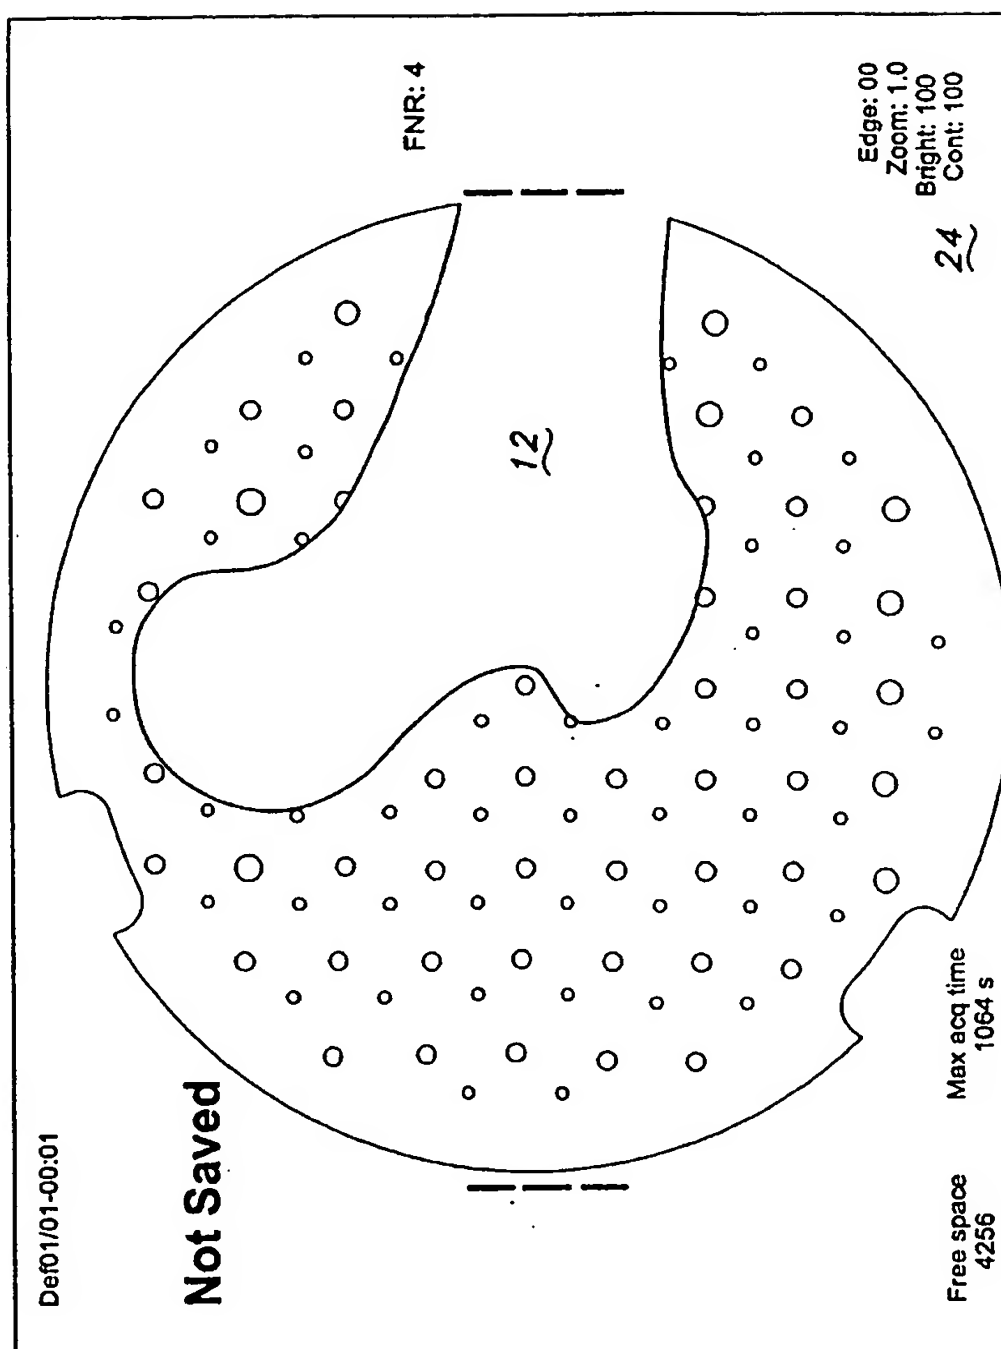 Def01/01-00:01
FNR: 4
Not Saved
12
Edge: 00
Zoom: 1.0
Bright: 100
Cont: 100
24
Free space
4256
Max acq time
1064 s